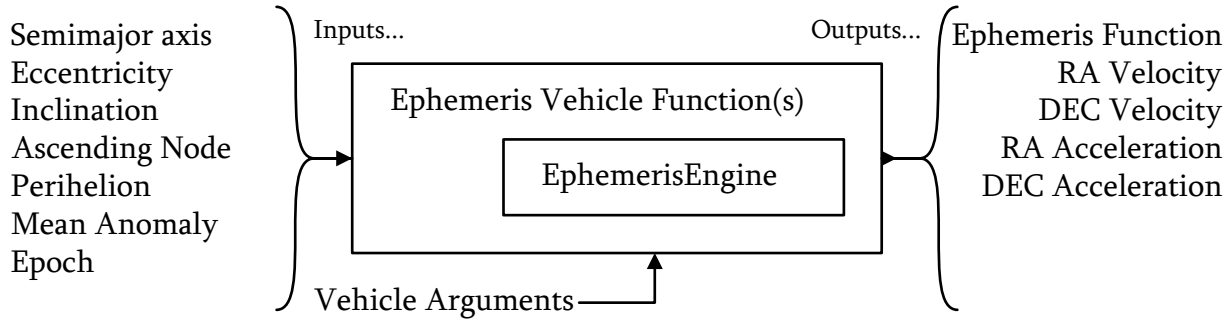 Semimajor axis
Eccentricity
Inclination
Ascending Node
Perihelion
Mean Anomaly
Epoch
Inputs...
Outputs...
Ephemeris Vehicle Function(s)
EphemerisEngine
Vehicle Arguments
Ephemeris Function
RA Velocity
DEC Velocity
RA Acceleration
DEC Acceleration